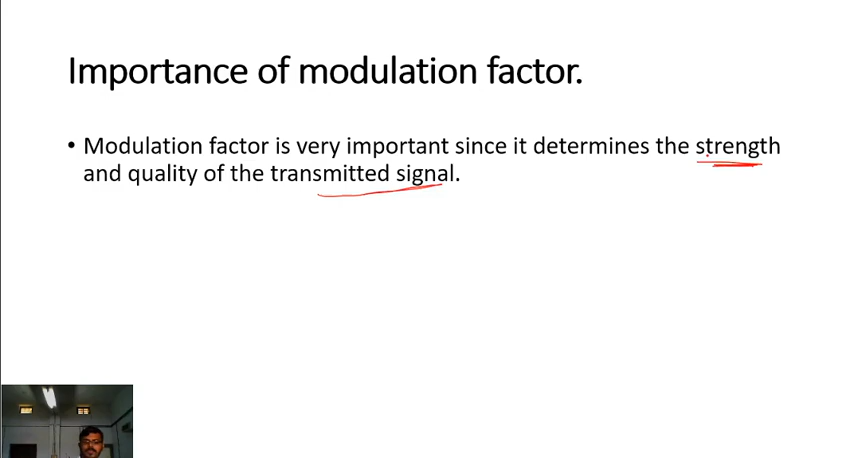 Importance of modulation factor.
• Modulation factor is very important since it determines the strength
and quality of the transmitted signal.